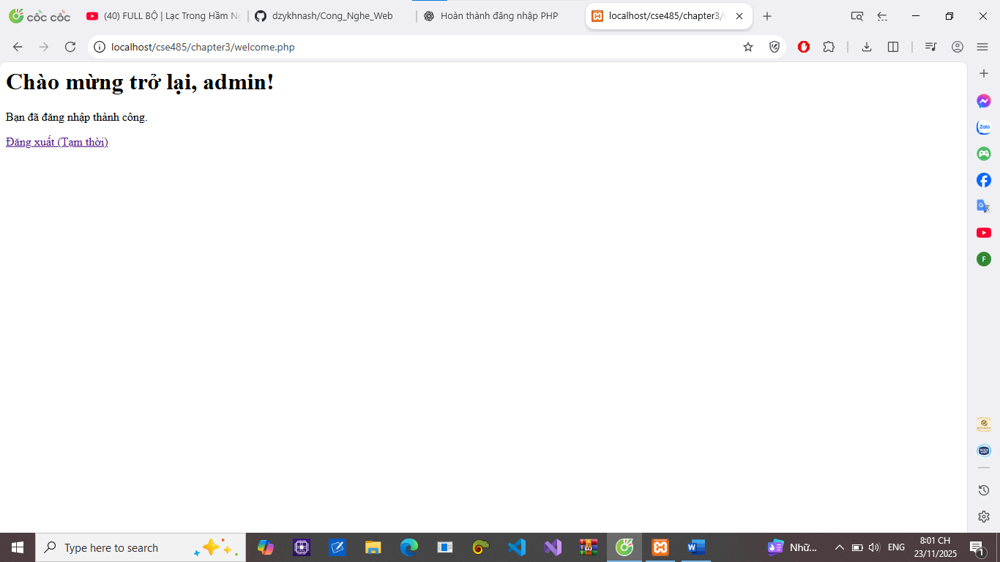 cốc cốc
(40) FULL BỘ | Lạc Trong Hầm Ng
dzykhnash/Cong_Nghe_Web
Hoàn thành đăng nhập PHP
localhost/cse485/chapter3/
localhost/cse485/chapter3/welcome.php
Chào mừng trở lại, admin!
Bạn đã đăng nhập thành công.
Đăng xuất (Tạm thời)
Zalo
F
Type here to search
Nhữ...
ENG
8:01 CH
23/11/2025
1